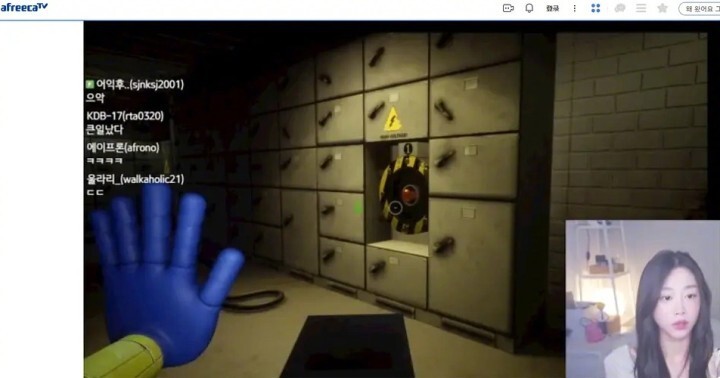 afreecaTV
F 어익후..(sjnksj2001)
으악
KDB-17(rta0320)
큰일났다
에이프론(afrono)
ㅋㅋㅋㅋ
울라리_(walkaholic21)
ㄷㄷ
1